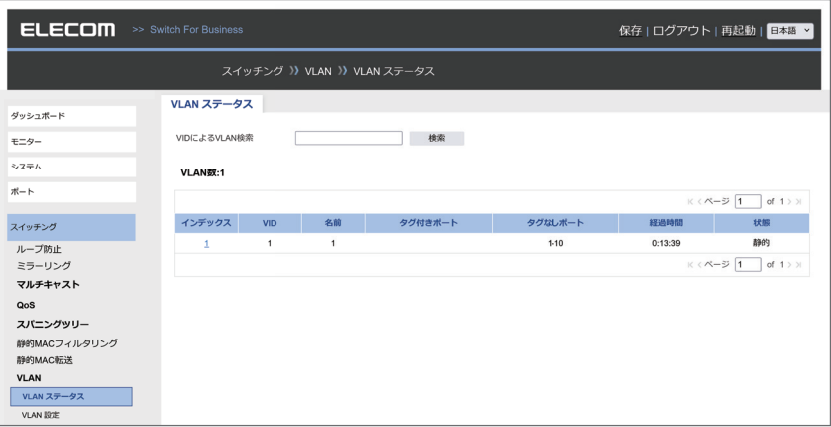 ELECOM >> Switch For Business
保存 | ログアウト | 再起動 | 日本語
スイッチング 》 VLAN 》 VLAN ステータス
ダッシュボード
モニター
システム
ポート
スイッチング
ループ防止
ミラーリング
マルチキャスト
QoS
スパニングツリー
静的MACフィルタリング
静的MAC転送
VLAN
VLAN ステータス
VLAN 設定
VLAN ステータス
VIDによるVLAN検索 検索
VLAN数:1
ページ 1 of 1
インデックス VID 名前 タグ付きポート タグなしポート 経過時間 状態
1 1 1 1-10 0:13:39 静的
ページ 1 of 1